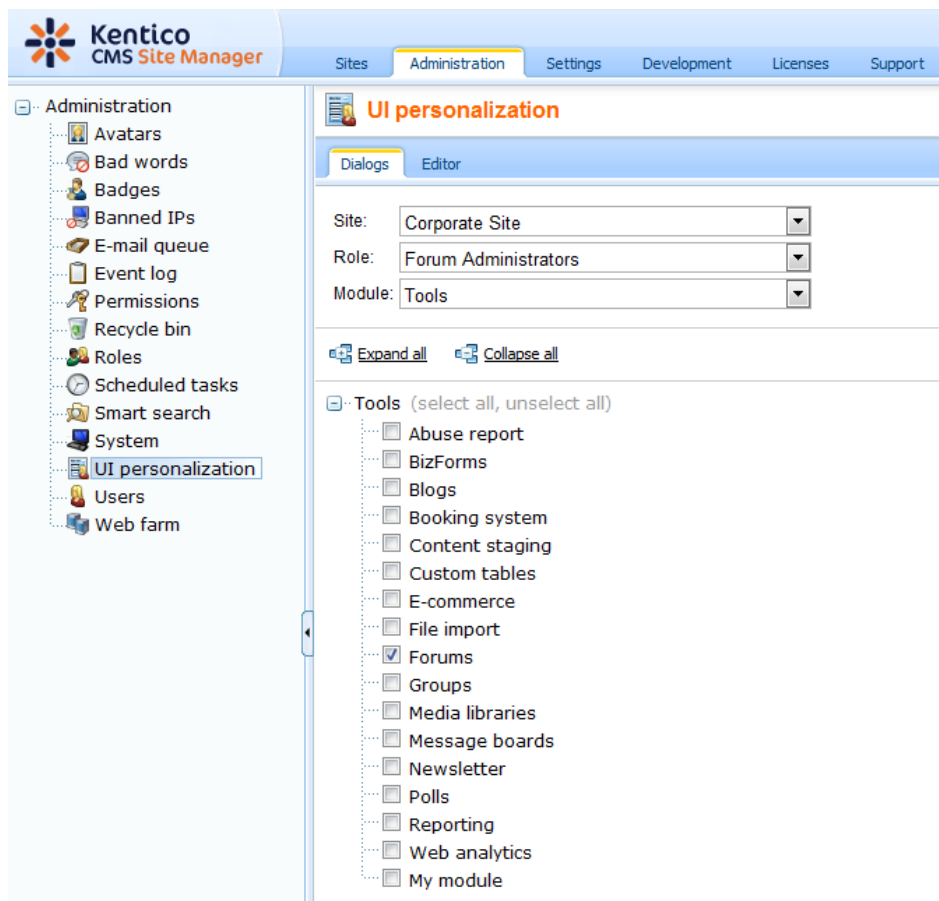 Kentico
CMS Site Manager
Sites Administration Settings Development Licenses Support
Administration
Avatars
Bad words
Badges
Banned IPs
E-mail queue
Event log
Permissions
Recycle bin
Roles
Scheduled tasks
Smart search
System
UI personalization
Users
Web farm
UI personalization
Dialogs Editor
Site: Corporate Site
Role: Forum Administrators
Module: Tools
Expand all Collapse all
Tools (select all, unselect all)
Abuse report
BizForms
Blogs
Booking system
Content staging
Custom tables
E-commerce
File import
Forums
Groups
Media libraries
Message boards
Newsletter
Polls
Reporting
Web analytics
My module